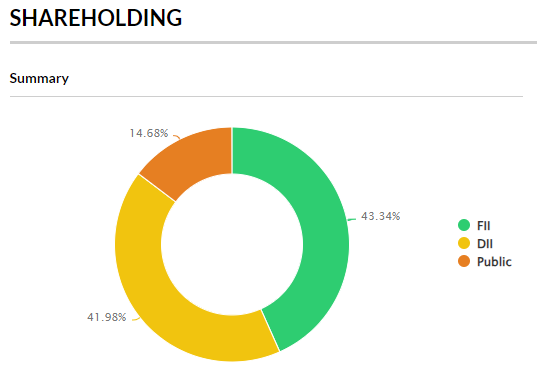 SHAREHOLDING
Summary
14.68%
43.34%
FII
DII
Public
41.98%